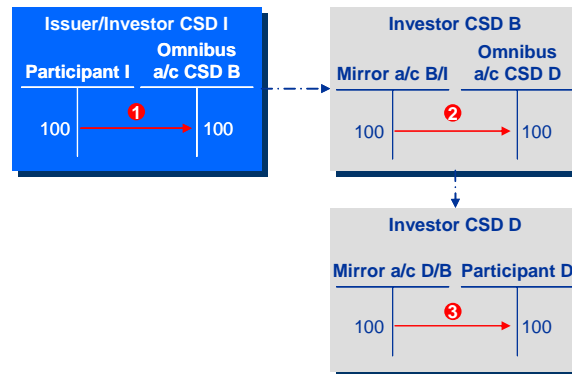 Issuer/Investor CSD I
Participant I
Omnibus
a/c CSD B
1
100
100
Investor CSD B
Mirror a/c B/I
Omnibus
a/c CSD D
2
100
100
Investor CSD D
Mirror a/c D/B
Participant D
3
100
100